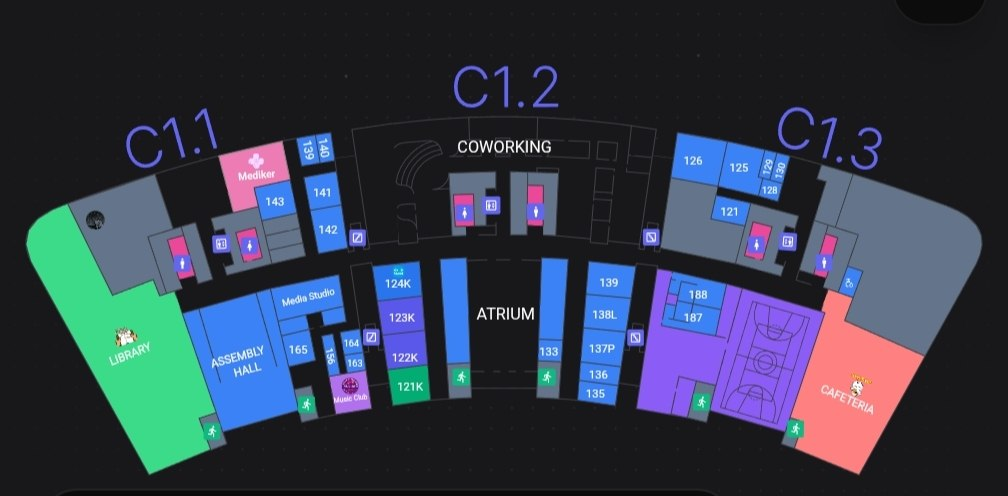 C1.1
C1.2
C1.3
COWORKING
Mediker
139
140
141
142
143
126
125
129
130
128
121
LIBRARY
ASSEMBLY
HALL
Media Studio
165
156
164
163
Music Club
124K
123K
122K
121K
ATRIUM
133
139
138L
137P
136
135
188
187
CAFETERIA